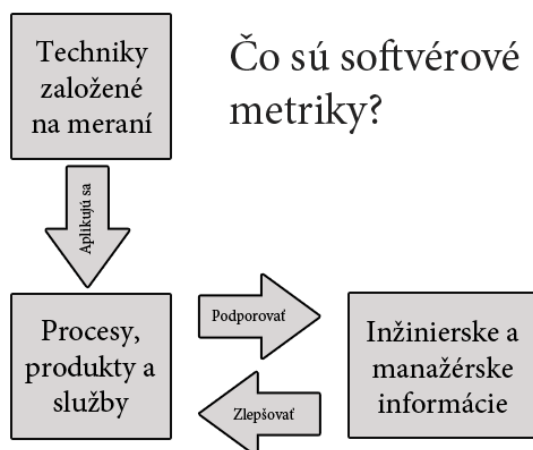 Techniky
založené
na meraní
Čo sú softvérové
metriky?
Aplikujú sa
Procesy,
produkty a
služby
Podporovať
Zlepšovať
Inžinierske a
manažérske
informácie